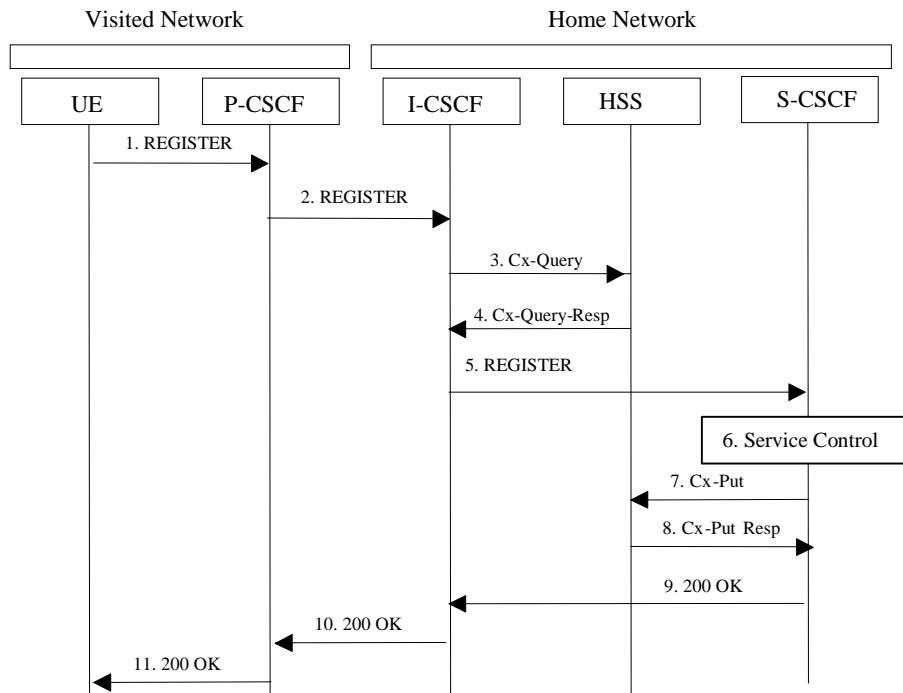 Visited Network
Home Network
UE
P-CSCF
I-CSCF
HSS
S-CSCF
1. REGISTER
2. REGISTER
3. Cx-Query
4. Cx-Query-Resp
5. REGISTER
6. Service Control
7. Cx-Put
8. Cx-Put Resp
9. 200 OK
10. 200 OK
11. 200 OK